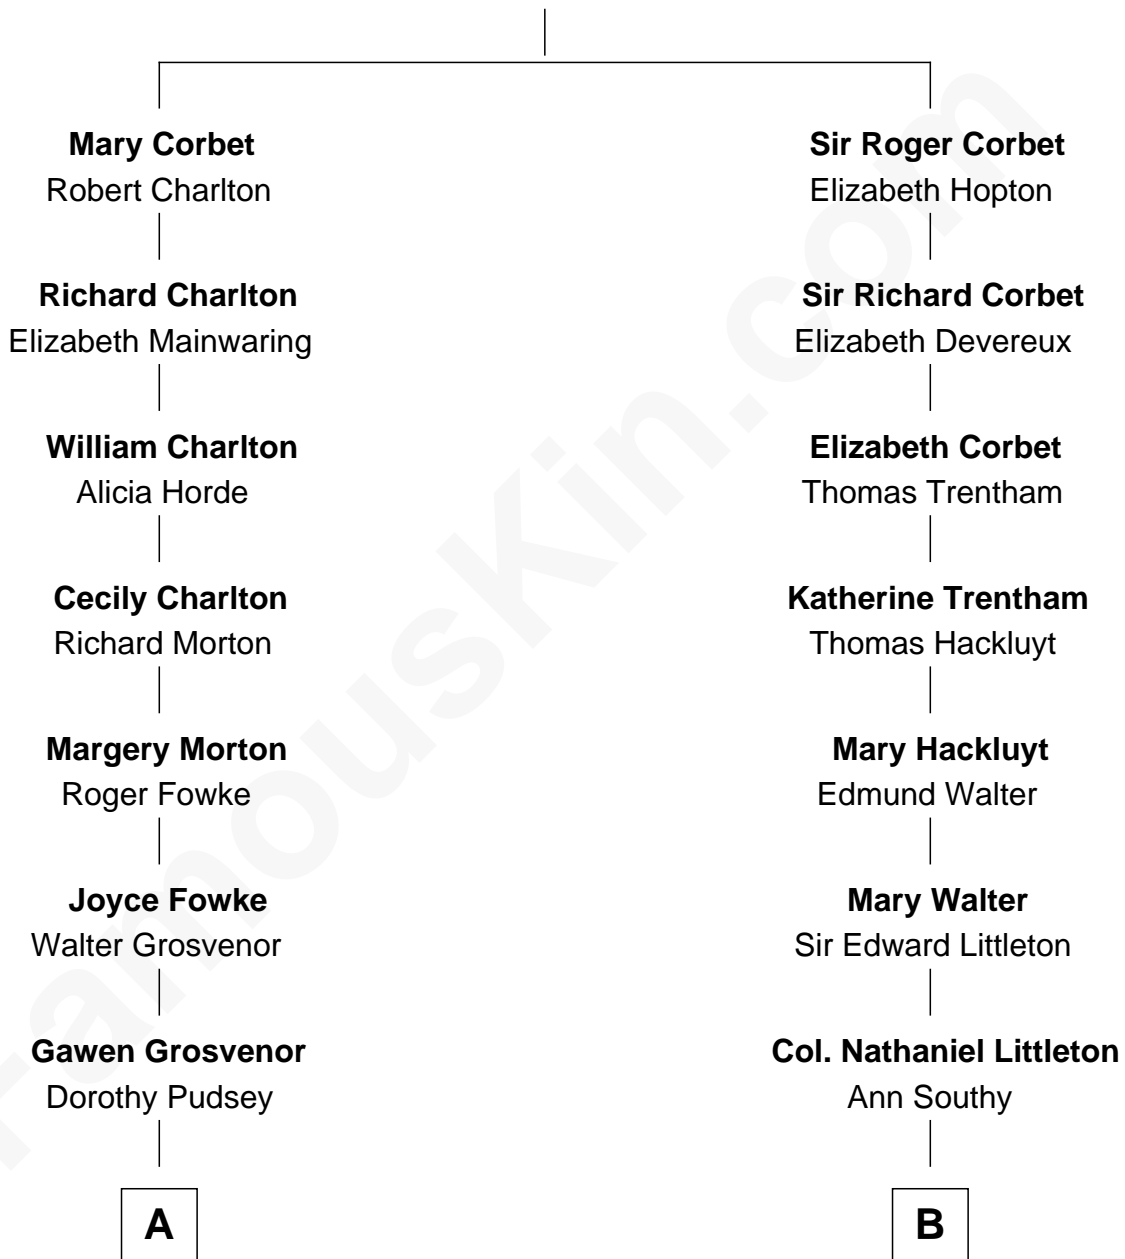 Mary Corbet
Robert Charlton
Richard Charlton
Elizabeth Mainwaring
William Charlton
Alicia Horde
Cecily Charlton
Richard Morton
Margery Morton
Roger Fowke
Joyce Fowke
Walter Grosvenor
Gawen Grosvenor
Dorothy Pudsey
A
Sir Roger Corbet
Elizabeth Hopton
Sir Richard Corbet
Elizabeth Devereux
Elizabeth Corbet
Thomas Trentham
Katherine Trentham
Thomas Hackluyt
Mary Hackluyt
Edmund Walter
Mary Walter
Sir Edward Littleton
Col. Nathaniel Littleton
Ann Southy
B
FamousKin.com